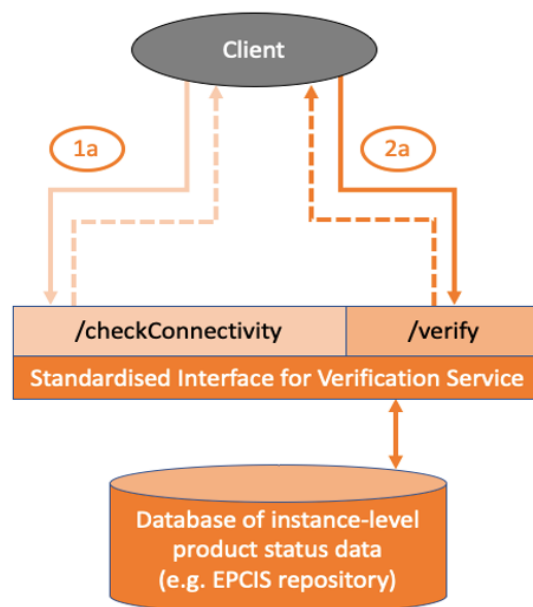 Client
1a
2a
/checkConnectivity
/verify
Standardised Interface for Verification Service
Database of instance-level
product status data
(e.g. EPCIS repository)